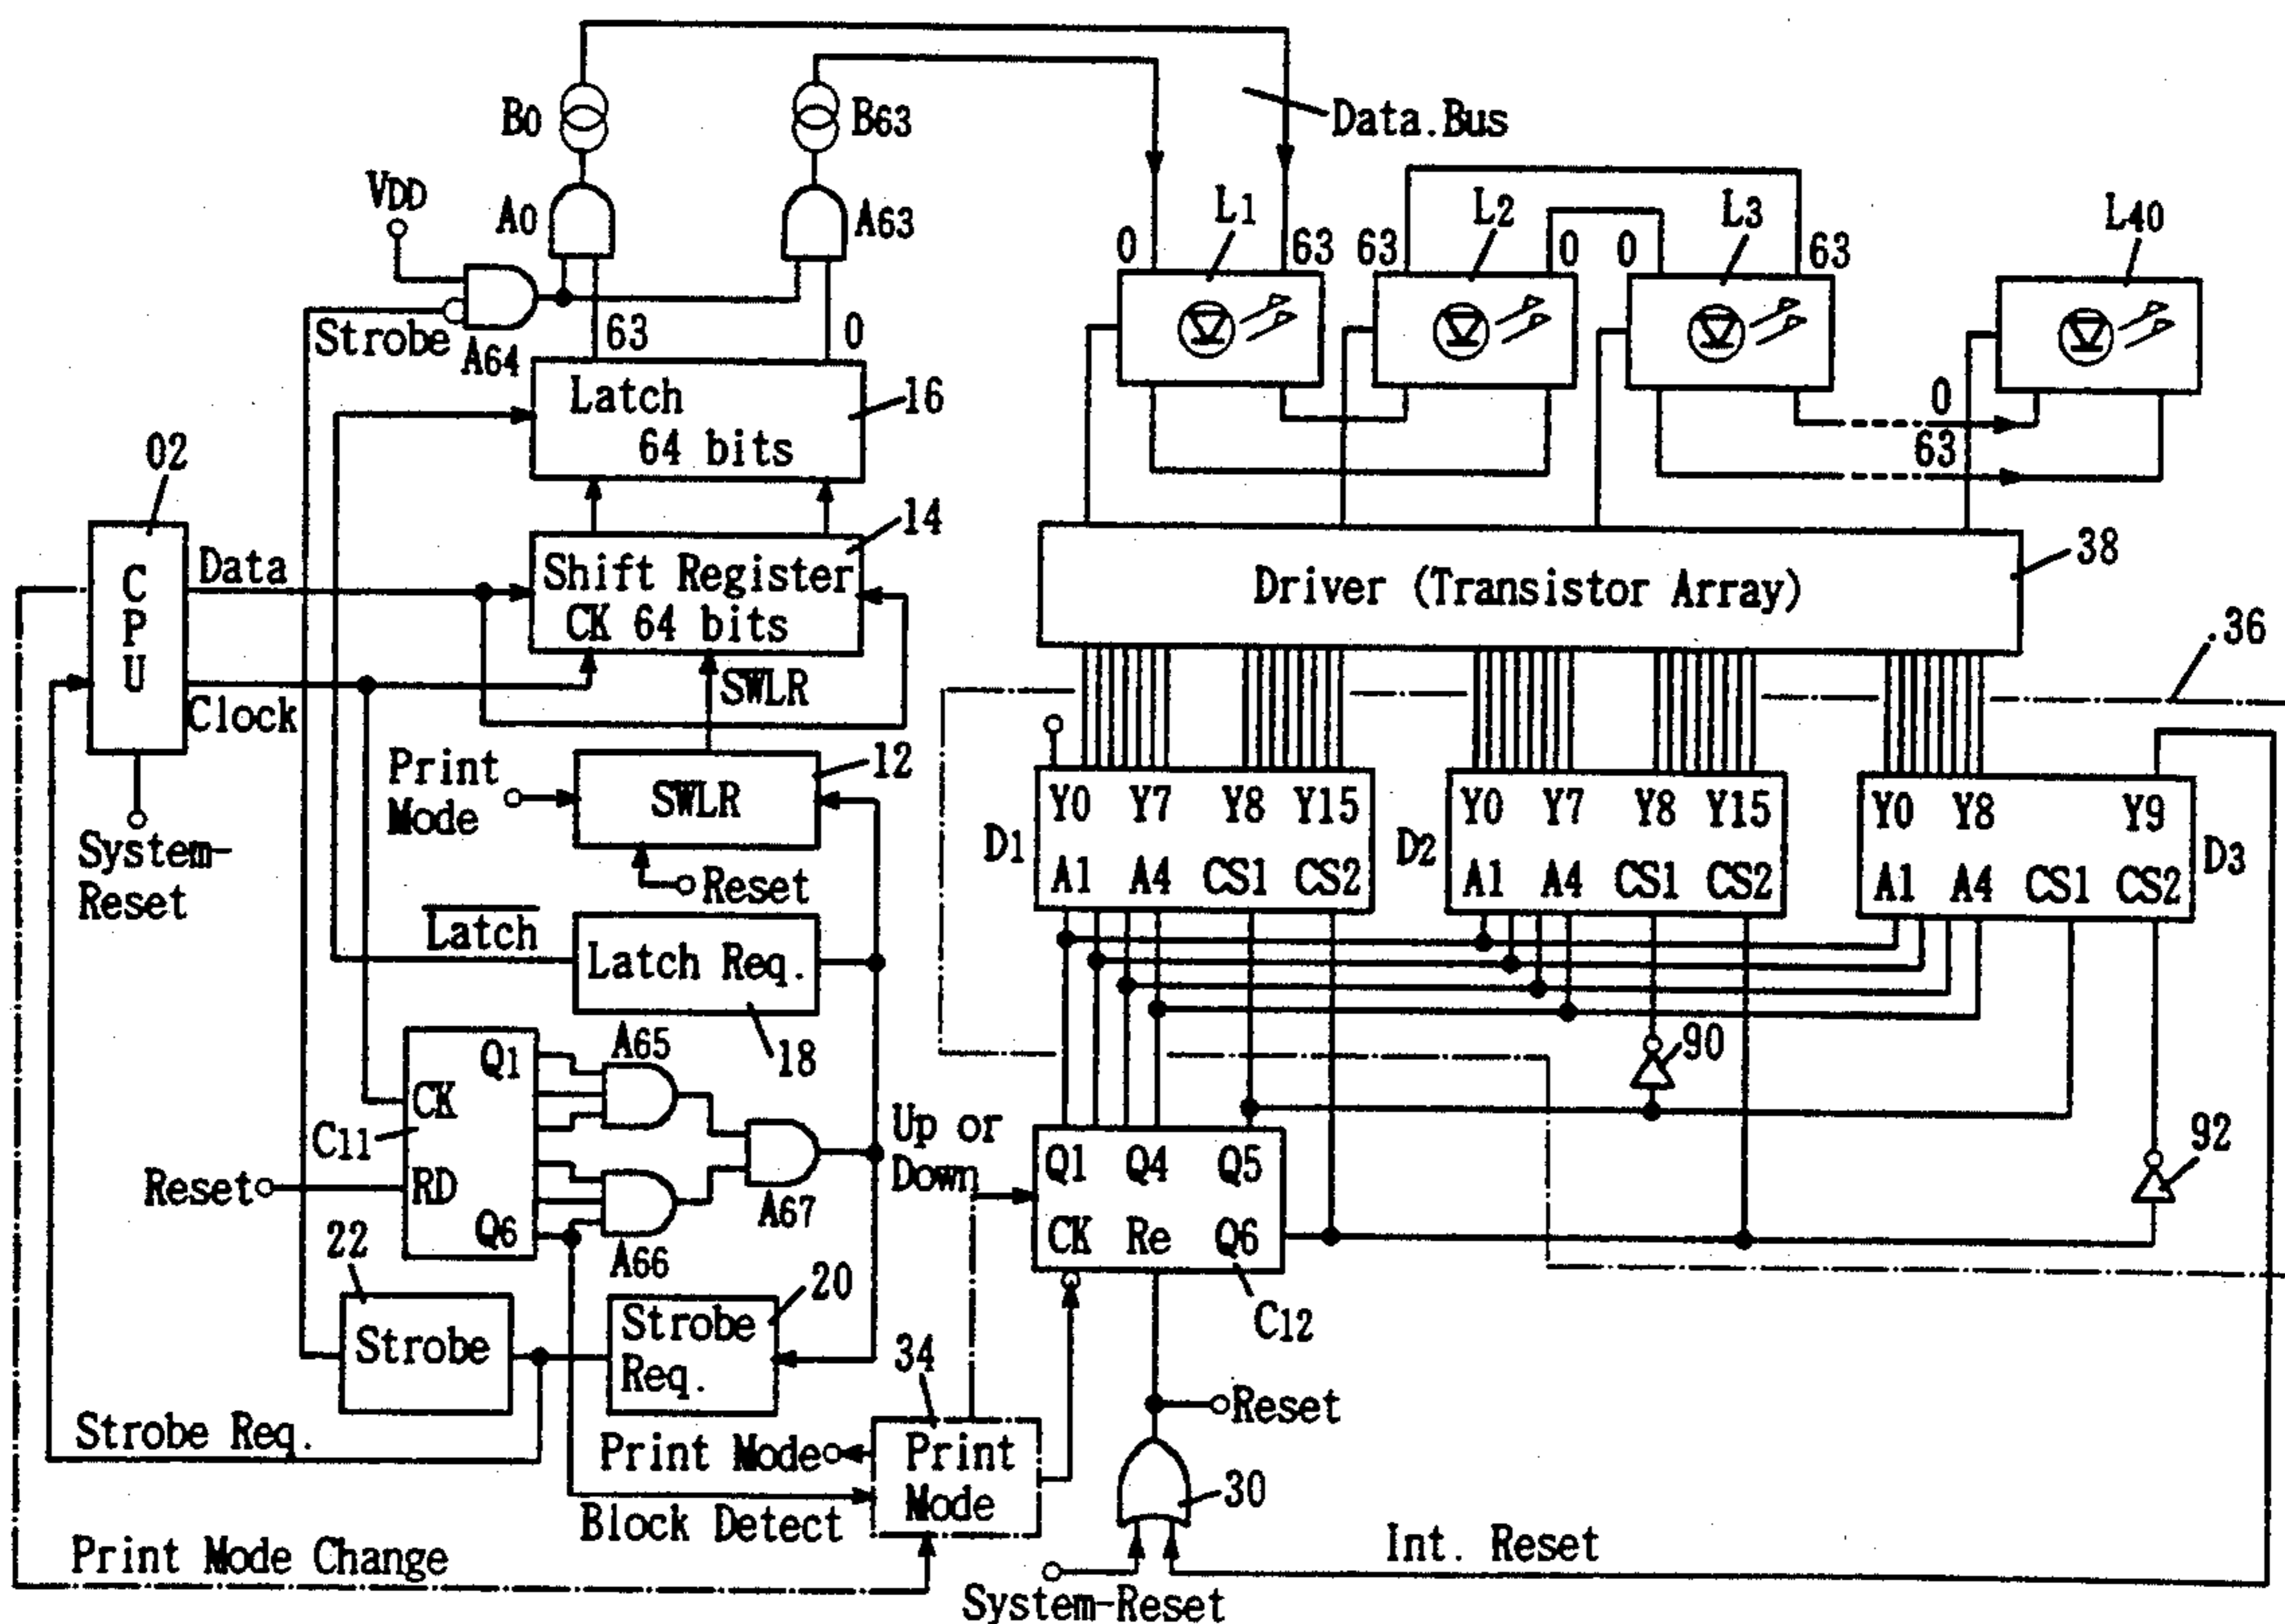 B0
B63
Data.Bus
VDD
A0
A63
L1
L2
L3
L40
0
63
63
0
0
63
Strobe
A64
63
0
Latch
64 bits
16
0
63
02
CPU
Data
Clock
14
Shift Register
CK 64 bits
SWLR
Driver (Transistor Array)
38
36
System-
Reset
Print
Mode
SWLR
12
Reset
D1
Y0 Y7 Y8 Y15
A1 A4 CS1 CS2
D2
Y0 Y7 Y8 Y15
A1 A4 CS1 CS2
Y0 Y8 Y9
A1 A4 CS1 CS2
D3
Latch
Latch Req.
18
C11
Q1
CK
RD
Q6
Reset
A65
A66
A67
90
92
Up or
Down
Q1 Q4 Q5
CK Re Q6
C12
22
Strobe
20
Strobe
Req.
Strobe Req.
34
Print Mode
Print
Mode
Block Detect
Reset
30
Print Mode Change
System-Reset
Int. Reset